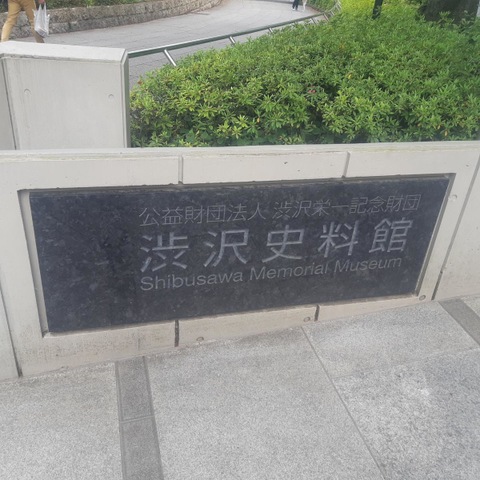 公益財団法人 渋沢栄一記念財団
渋沢史料館
Shibusawa Memorial Museum